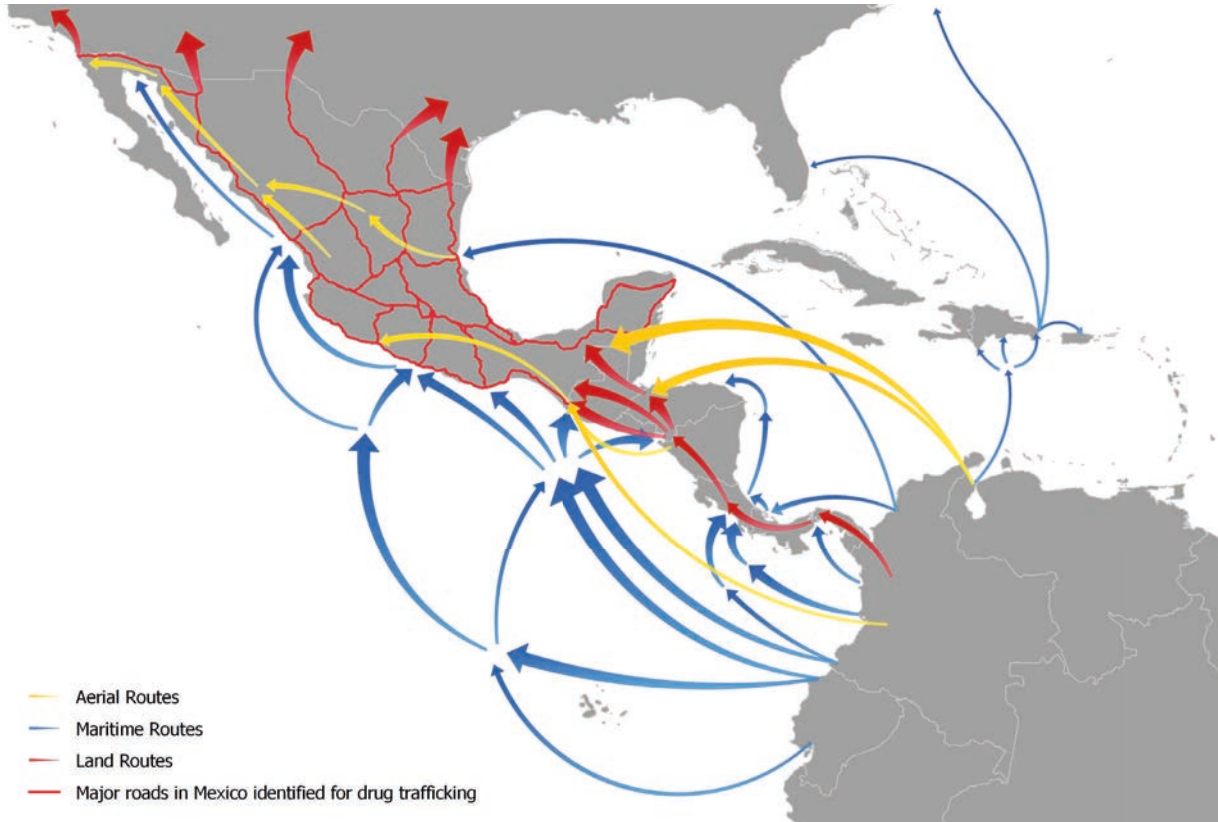 Aerial Routes
Maritime Routes
Land Routes
Major roads in Mexico identified for drug trafficking